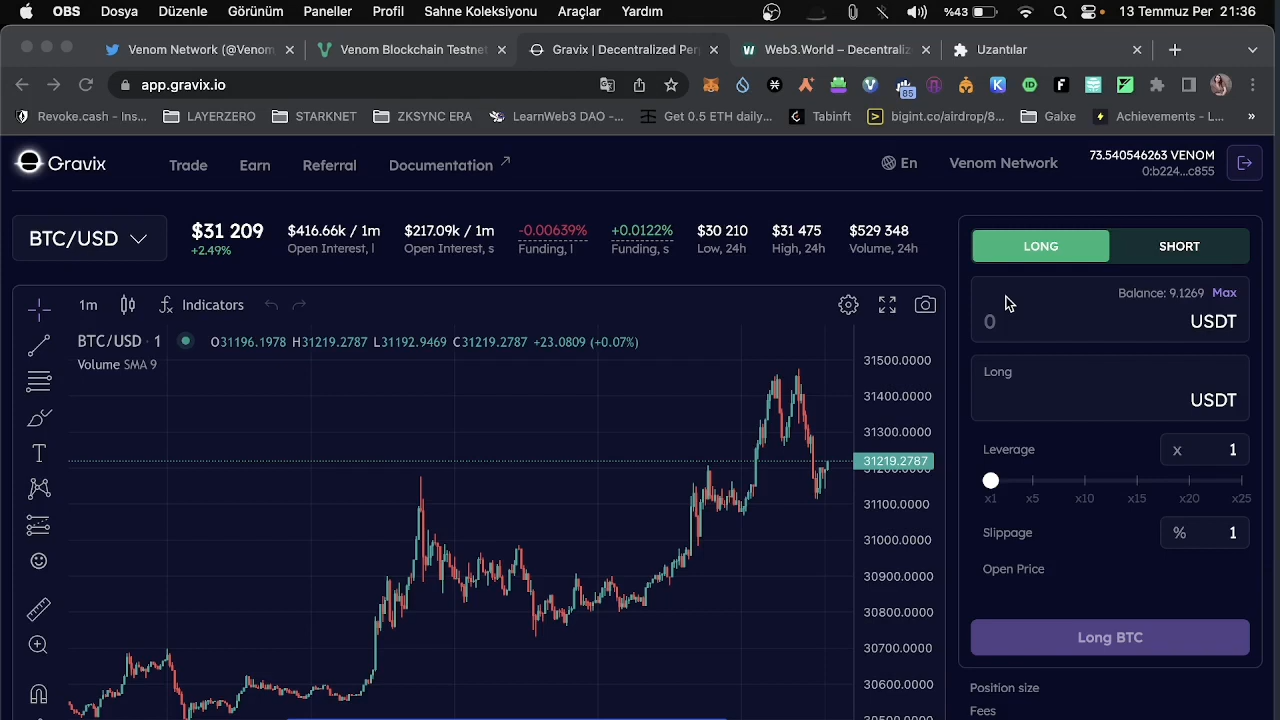 OBS Dosya Düzenle Görünüm Paneller Profil Sahne Koleksiyonu Araçlar Yardım %43 13 Temmuz Per 21:36
Venom Network (@Venom Venom Blockchain Testnet Gravix | Decentralized Per Web3.World – Decentraliz Uzantılar
app.gravix.io 85
Revoke.cash - Ins... LAYERZERO STARKNET ZKSYNC ERA LearnWeb3 DAO -... Get 0.5 ETH daily,... Tabinft bigint.co/airdrop/8... Galxe Achievements - L... »
Gravix Trade Earn Referral Documentation En Venom Network 73.540546263 VENOM
0:b224...c855
BTC/USD $31 209 $416.66k / 1m $217.09k / 1m -0.00639% +0.0122% $30 210 $31 475 $529 348
+2.49% Open Interest, l Open Interest, s Funding, l Funding, s Low, 24h High, 24h Volume, 24h
LONG SHORT
1m Indicators
BTC/USD · 1 O31196.1978 H31219.2787 L31192.9469 C31219.2787 +23.0809 (+0.07%)
Volume SMA 9
31500.0000
31400.0000
31300.0000
31219.2787
31200.0000
31100.0000
31000.0000
30900.0000
30800.0000
30700.0000
30600.0000
Balance: 9.1269 Max
0 USDT
Long
USDT
Leverage x 1
x1 x5 x10 x15 x20 x25
Slippage % 1
Open Price
Long BTC
Position size
Fees